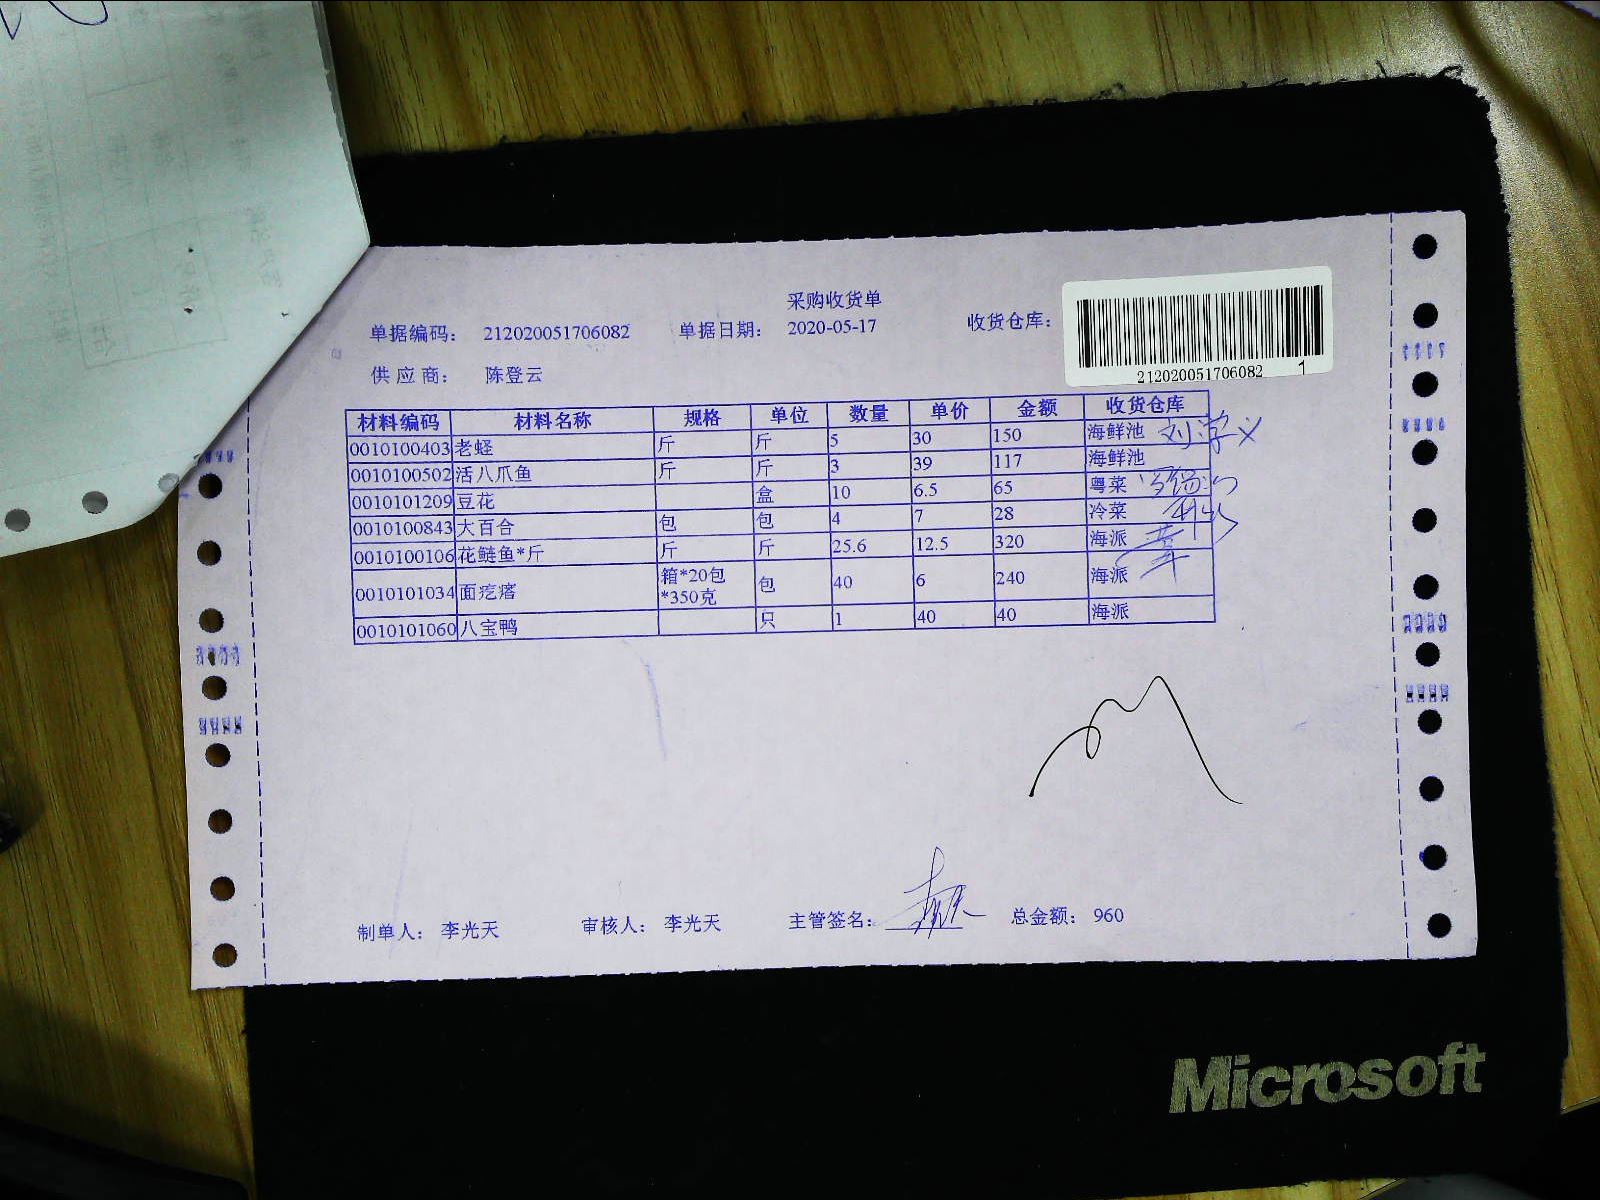 采购收货单
单据编码: 212020051706082 单据日期: 2020-05-17 收货仓库:
212020051706082 1
供应商: 陈登云
材料编码 材料名称 规格 单位 数量 单价 金额 收货仓库
0010100403 老蛏 斤 斤 5 30 150 海鲜池
0010100502 活八爪鱼 斤 斤 3 39 117 海鲜池
0010101209 豆花 盒 10 6.5 65 粤菜
0010100843 大百合 包 包 4 7 28 冷菜
0010100106 花鲢鱼*斤 斤 斤 25.6 12.5 320 海派
0010101034 面疙瘩 箱*20包 *350克 包 40 6 240 海派
0010101060 八宝鸭 只 1 40 40 海派
制单人: 李光天 审核人: 李光天 主管签名: 总金额: 960
Microsoft